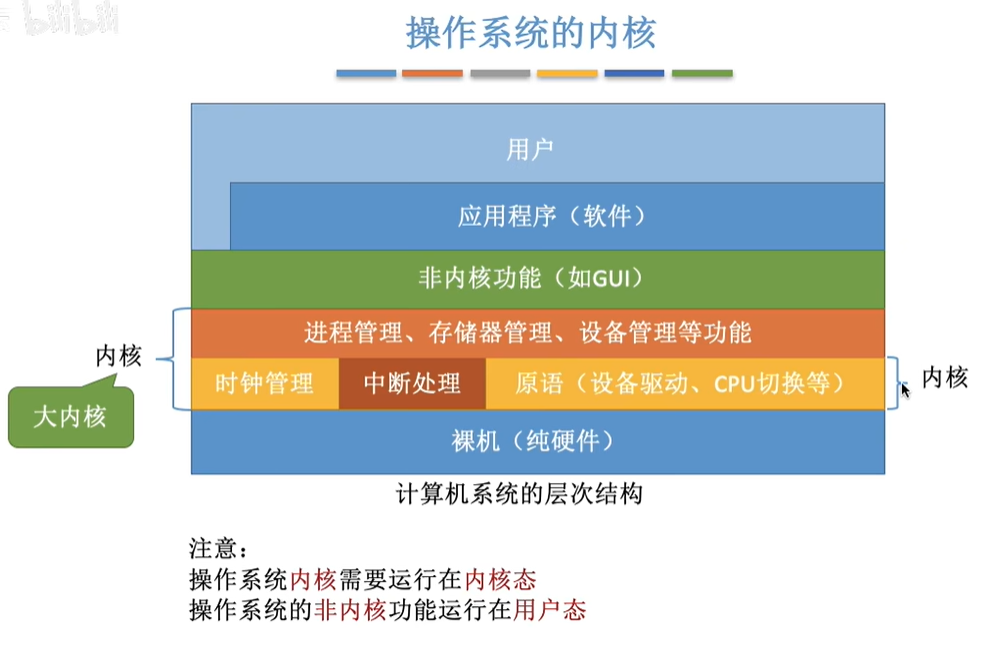 bilibili
操作系统的内核
用户
应用程序（软件）
非内核功能（如GUI）
进程管理、存储器管理、设备管理等功能
内核
时钟管理 中断处理 原语（设备驱动、CPU切换等）
内核
大内核
裸机（纯硬件）
计算机系统的层次结构
注意：
操作系统内核需要运行在内核态
操作系统的非内核功能运行在用户态